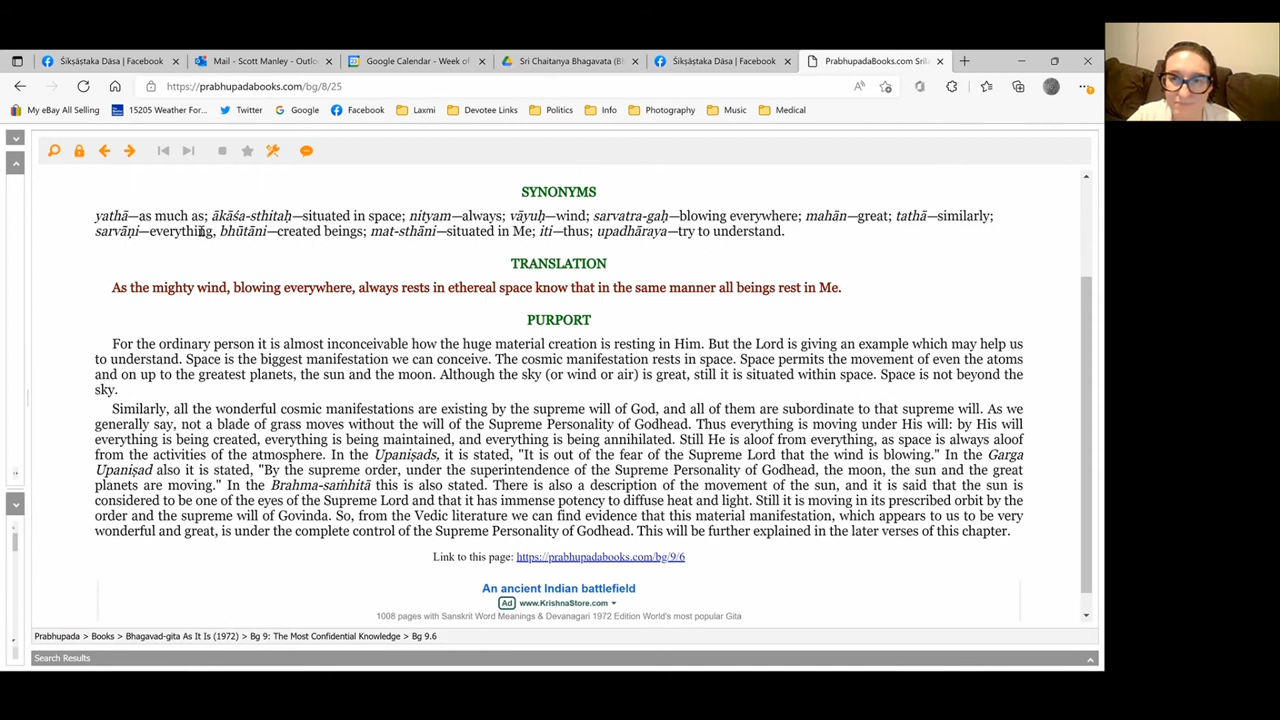 Śikṣāṣtaka Dāsa | Facebook
Mail - Scott Manley - Outlo
Google Calendar - Week of
Sri Chaitanya Bhagavata (Bh
Śikṣāṣtaka Dāsa | Facebook
PrabhupadaBooks.com Sril
https://prabhupadabooks.com/bg/8/25
My eBay All Selling
15205 Weather For...
Twitter
Google
Facebook
Laxmi
Devotee Links
Politics
Info
Photography
Music
Medical
SYNONYMS
yathā—as much as; ākāśa-sthitaḥ—situated in space; nityam—always; vāyuḥ—wind; sarvatra-gaḥ—blowing everywhere; mahān—great; tathā—similarly;
sarvāṇi—everything, bhūtāni—created beings; mat-sthāni—situated in Me; iti—thus; upadhāraya—try to understand.
TRANSLATION
As the mighty wind, blowing everywhere, always rests in ethereal space know that in the same manner all beings rest in Me.
PURPORT
For the ordinary person it is almost inconceivable how the huge material creation is resting in Him. But the Lord is giving an example which may help us
to understand. Space is the biggest manifestation we can conceive. The cosmic manifestation rests in space. Space permits the movement of even the atoms
and on up to the greatest planets, the sun and the moon. Although the sky (or wind or air) is great, still it is situated within space. Space is not beyond the
sky.
Similarly, all the wonderful cosmic manifestations are existing by the supreme will of God, and all of them are subordinate to that supreme will. As we
generally say, not a blade of grass moves without the will of the Supreme Personality of Godhead. Thus everything is moving under His will: by His will
everything is being created, everything is being maintained, and everything is being annihilated. Still He is aloof from everything, as space is always aloof
from the activities of the atmosphere. In the Upaniṣads, it is stated, "It is out of the fear of the Supreme Lord that the wind is blowing." In the Garga
Upaniṣad also it is stated, "By the supreme order, under the superintendence of the Supreme Personality of Godhead, the moon, the sun and the great
planets are moving." In the Brahma-saṁhitā this is also stated. There is also a description of the movement of the sun, and it is said that the sun is
considered to be one of the eyes of the Supreme Lord and that it has immense potency to diffuse heat and light. Still it is moving in its prescribed orbit by the
order and the supreme will of Govinda. So, from the Vedic literature we can find evidence that this material manifestation, which appears to us to be very
wonderful and great, is under the complete control of the Supreme Personality of Godhead. This will be further explained in the later verses of this chapter.
Link to this page: https://prabhupadabooks.com/bg/9/6
An ancient Indian battlefield
Ad www.KrishnaStore.com
1008 pages with Sanskrit Word Meanings & Devanagari 1972 Edition World's most popular Gita
Prabhupada > Books > Bhagavad-gita As It Is (1972) > Bg 9: The Most Confidential Knowledge > Bg 9.6
Search Results